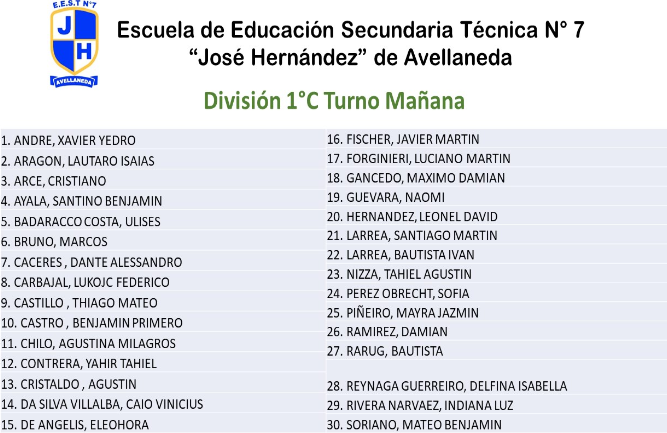 E.E.S.T N°7
J
H
AVELLANEDA
Escuela de Educación Secundaria Técnica N° 7
“José Hernández” de Avellaneda
División 1°C Turno Mañana
1. ANDRE, XAVIER YEDRO
2. ARAGON, LAUTARO ISAIAS
3. ARCE, CRISTIANO
4. AYALA, SANTINO BENJAMIN
5. BADARACCO COSTA, ULISES
6. BRUNO, MARCOS
7. CACERES , DANTE ALESSANDRO
8. CARBAJAL, LUKOJC FEDERICO
9. CASTILLO , THIAGO MATEO
10. CASTRO , BENJAMIN PRIMERO
11. CHILO, AGUSTINA MILAGROS
12. CONTRERA, YAHIR TAHIEL
13. CRISTALDO , AGUSTIN
14. DA SILVA VILLALBA, CAIO VINICIUS
15. DE ANGELIS, ELEOHORA
16. FISCHER, JAVIER MARTIN
17. FORGINIERI, LUCIANO MARTIN
18. GANCEDO, MAXIMO DAMIAN
19. GUEVARA, NAOMI
20. HERNANDEZ, LEONEL DAVID
21. LARREA, SANTIAGO MARTIN
22. LARREA, BAUTISTA IVAN
23. NIZZA, TAHIEL AGUSTIN
24. PEREZ OBRECHT, SOFIA
25. PIÑEIRO, MAYRA JAZMIN
26. RAMIREZ, DAMIAN
27. RARUG, BAUTISTA
28. REYNAGA GUERREIRO, DELFINA ISABELLA
29. RIVERA NARVAEZ, INDIANA LUZ
30. SORIANO, MATEO BENJAMIN